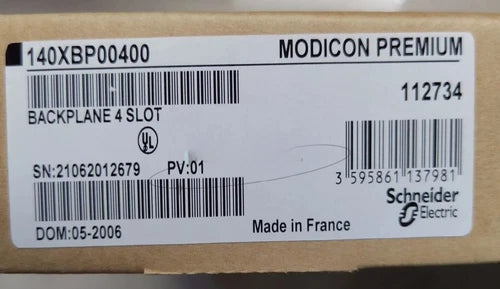 140XBP00400 MODICON PREMIUM
112734
BACKPLANE 4 SLOT
UL
SN:21062012679 PV:01
3 595861 137981
Schneider
Electric
DOM:05-2006
Made in France